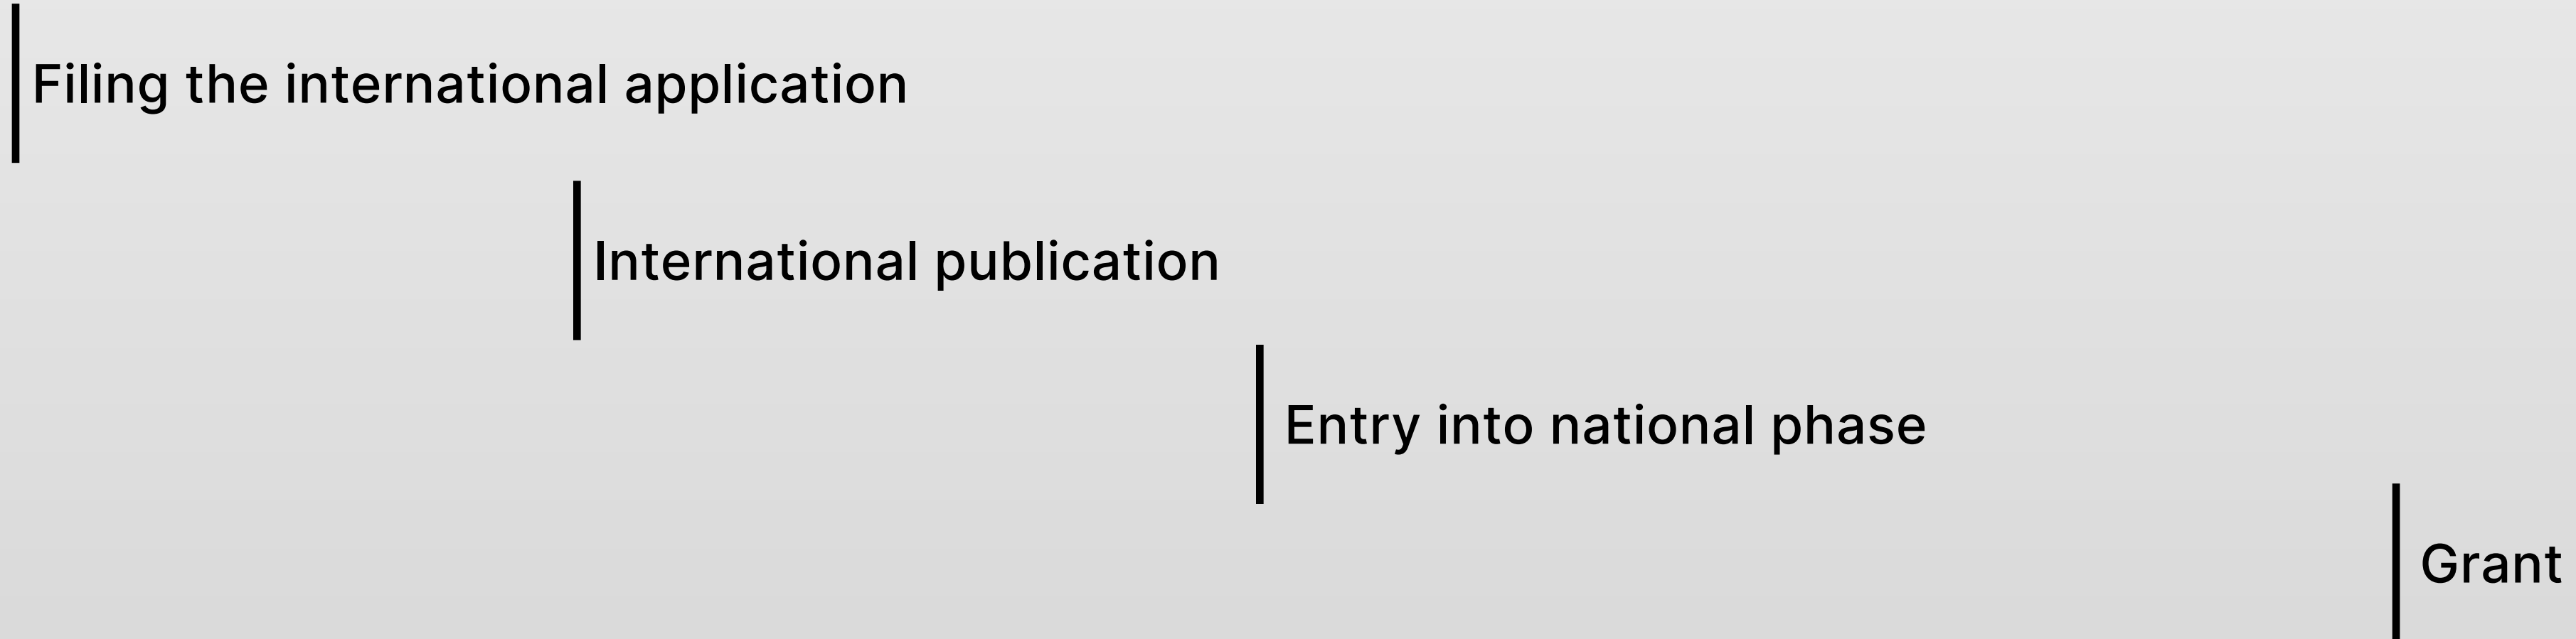 Filing the international application
International publication
Entry into national phase
Grant